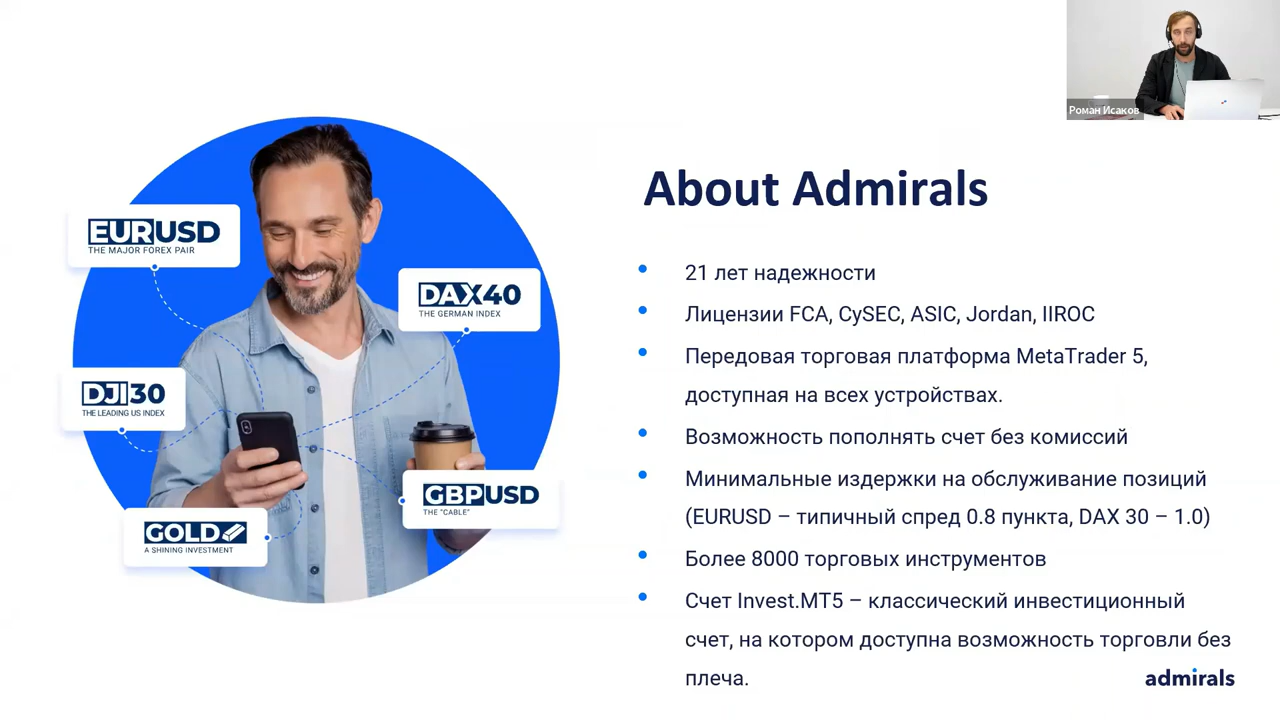 Роман Исаков
About Admirals
EURUSD
THE MAJOR FOREX PAIR
DAX40
THE GERMAN INDEX
DJI30
THE LEADING US INDEX
GBPUSD
THE "CABLE"
GOLD
A SHINING INVESTMENT
21 лет надежности
Лицензии FCA, CySEC, ASIC, Jordan, IIROC
Передовая торговая платформа MetaTrader 5,
доступная на всех устройствах.
Возможность пополнять счет без комиссий
Минимальные издержки на обслуживание позиций
(EURUSD – типичный спред 0.8 пункта, DAX 30 – 1.0)
Более 8000 торговых инструментов
Счет Invest.MT5 – классический инвестиционный
счет, на котором доступна возможность торговли без
плеча.
admirals